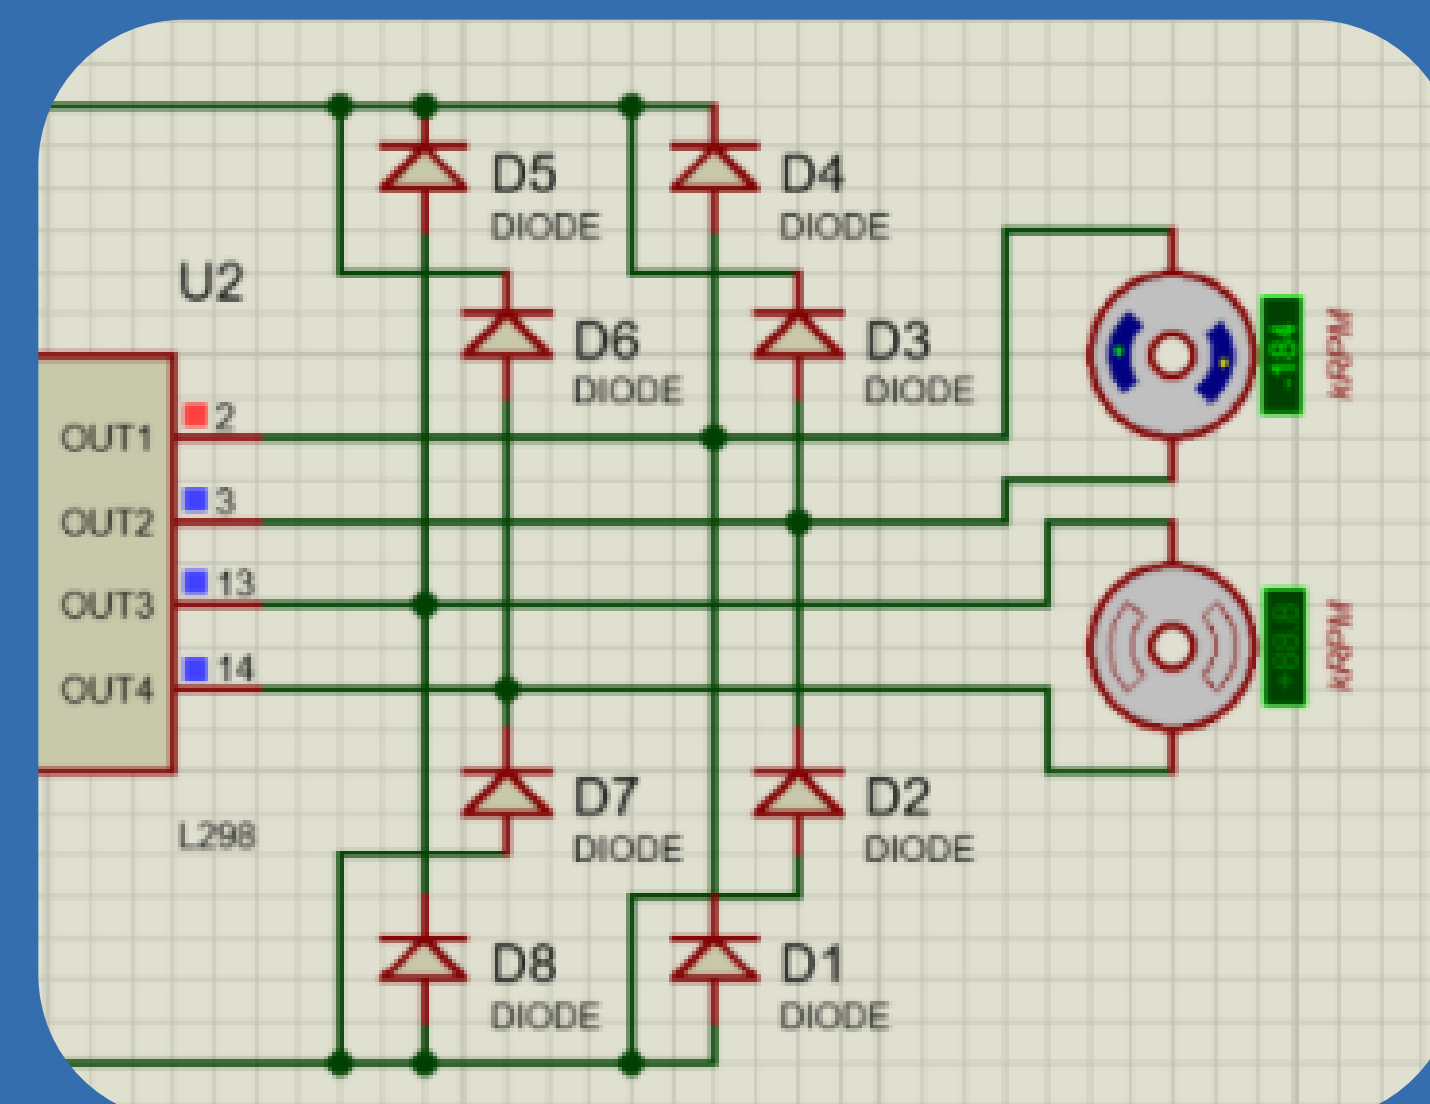 D5
DIODE
D4
DIODE
U2
D6
DIODE
D3
DIODE
-184
kRPM
OUT1
2
OUT2
3
OUT3
13
OUT4
14
+88.8
kRPM
L298
D7
DIODE
D2
DIODE
D8
DIODE
D1
DIODE